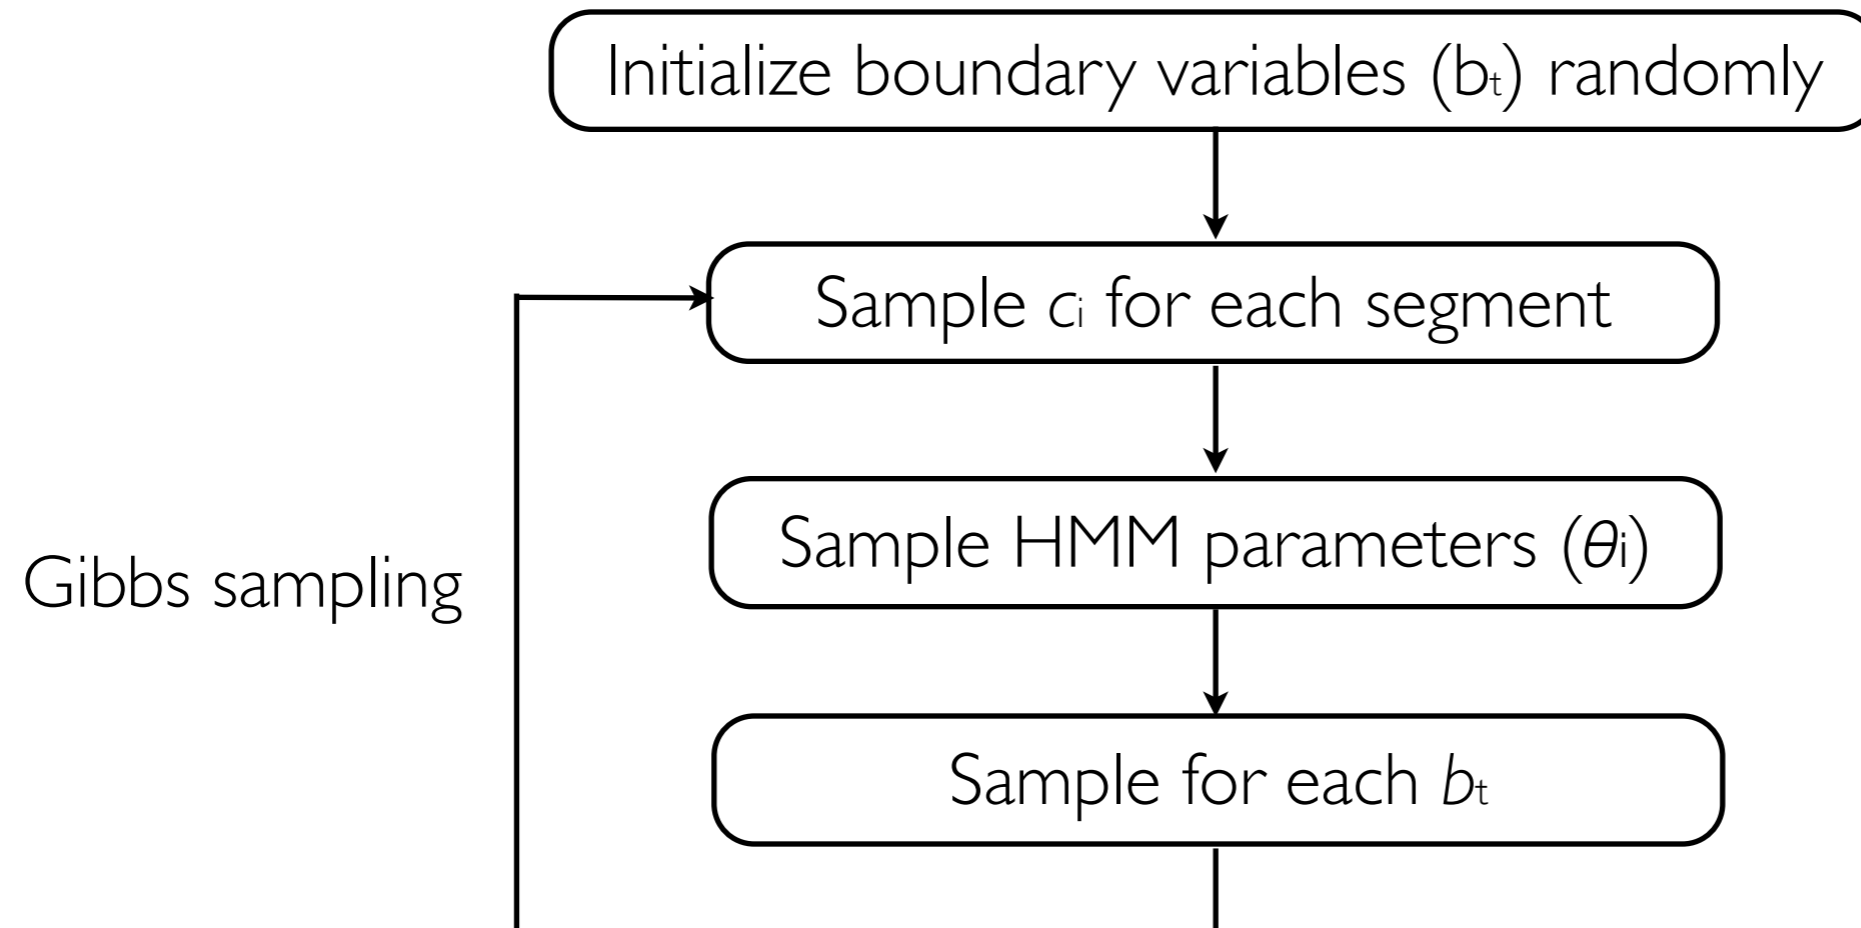 Initialize boundary variables (bt) randomly
Sample ci for each segment
Sample HMM parameters (θi)
Gibbs sampling
Sample for each bt